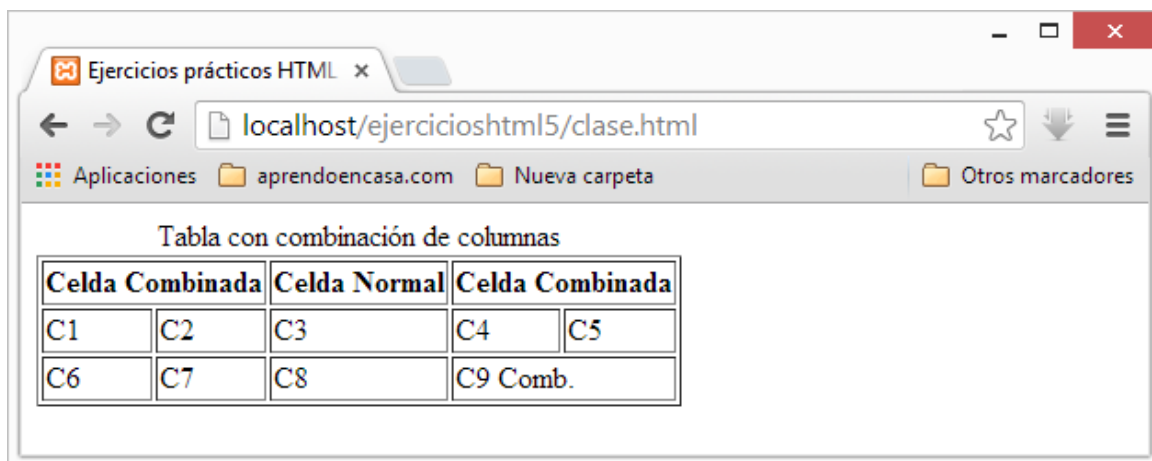 Ejercicios prácticos HTML
localhost/ejercicioshtml5/clase.html
Aplicaciones aprendoencasa.com Nueva carpeta Otros marcadores
Tabla con combinación de columnas
Celda Combinada Celda Normal Celda Combinada
C1 C2 C3 C4 C5
C6 C7 C8 C9 Comb.